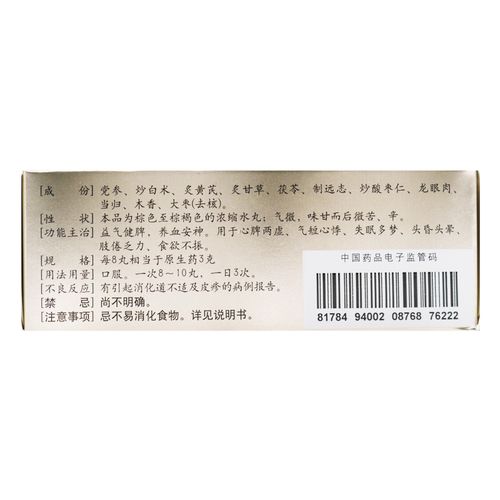 [成　份] 党参、炒白术、炙黄芪、炙甘草、茯苓、制远志、炒酸枣仁、龙眼肉、
当归、木香、大枣(去核)。
[性　状] 本品为棕色至棕褐色的浓缩水丸；气微，味甘而后微苦、辛。
[功能主治] 益气健脾，养血安神。用于心脾两虚、气短心悸、失眠多梦、头昏头晕、
肢倦乏力、食欲不振。
[规　格] 每8丸相当于原生药3克
[用法用量] 口服。一次8～10丸，一日3次。
[不良反应] 有引起消化道不适及皮疹的病例报告。
[禁　忌] 尚不明确。
[注意事项] 忌不易消化食物。详见说明书。
中国药品电子监管码
81784 94002 08768 76222